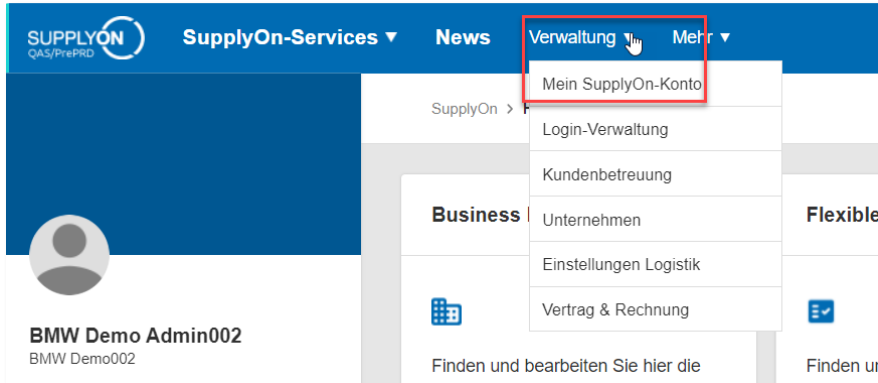 SUPPLYON
QAS/PrePRD
SupplyOn-Services ▼ News Verwaltung Mehr ▼
Mein SupplyOn-Konto
SupplyOn >
Login-Verwaltung
Kundenbetreuung
Business
Unternehmen
Flexible
Einstellungen Logistik
Vertrag & Rechnung
BMW Demo Admin002
BMW Demo002
Finden und bearbeiten Sie hier die
Finden